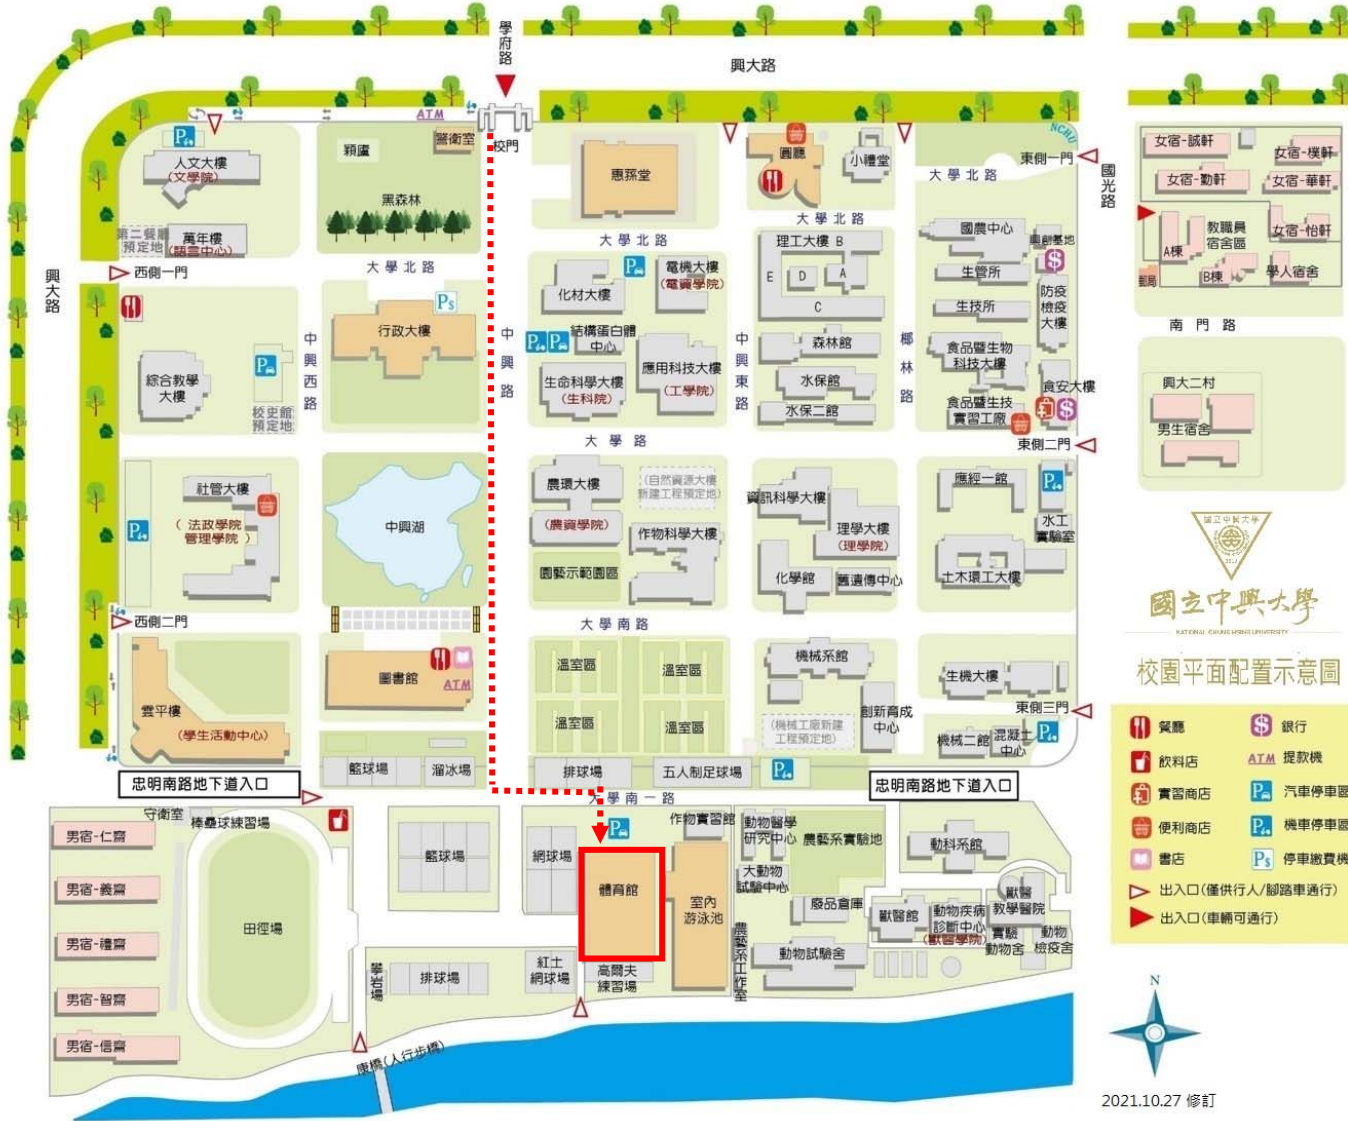 學府路
興大路
ATM
警衛室
校門
人文大樓
(文學院)
穎廬
黑森林
惠蓀堂
圓廳
小禮堂
NCHU
東側一門
國光路
大學北路
女宿-誠軒
女宿-樸軒
女宿-勤軒
女宿-華軒
第二餐廳
預定地
萬年樓
(語言中心)
西側一門
興大路
大學北路
大學北路
大學北路
理工大樓 B
E
D
A
C
國農中心
生管所
生技所
防疫
檢疫
大樓
教職員
宿舍區
女宿-怡軒
A棟
B棟
學人宿舍
郵局
南門路
行政大樓
Ps
中興西路
中興路
化材大樓
電機大樓
(電資學院)
結構蛋白體
中心
生命科學大樓
(生科院)
應用科技大樓
(工學院)
中興東路
森林館
水保館
水保二館
椰林路
食品暨生物
科技大樓
食品暨生技
實習工廠
食安大樓
東側二門
綜合教學
大樓
校史館
預定地
興大二村
男生宿舍
大學路
社管大樓
(法政學院
管理學院)
中興湖
農環大樓
(農資學院)
(自然資源大樓
新建工程預定地)
作物科學大樓
園藝示範園區
資訊科學大樓
理學大樓
(理學院)
化學館
舊遺傳中心
應經一館
水工
實驗室
土木環工大樓
國立中興大學
國立中興大學
NATIONAL CHUNG HSING UNIVERSITY
校園平面配置示意圖
西側二門
大學南路
雲平樓
(學生活動中心)
圖書館
ATM
溫室區
溫室區
溫室區
溫室區
機械系館
(機械工廠新建
工程預定地)
創新育成
中心
生機大樓
東側三門
機械二館
混凝土
中心
籃球場
溜冰場
排球場
五人制足球場
忠明南路地下道入口
忠明南路地下道入口
大學南一路
餐廳
銀行
飲料店
ATM 提款機
實習商店
汽車停車區
便利商店
機車停車區
書店
Ps 停車繳費機
出入口(僅供行人/腳踏車通行)
出入口(車輛可通行)
守衛室
棒壘球練習場
男宿-仁齋
男宿-義齋
男宿-禮齋
男宿-智齋
男宿-信齋
田徑場
籃球場
網球場
體育館
作物實習館
室內
游泳池
動物醫學
研究中心
大動物
試驗中心
農藝系實驗地
廢品倉庫
動科系館
獸醫館
動物疾病
診斷中心
(獸醫學院)
獸醫
教學醫院
實驗
動物舍
動物
檢疫舍
動物試驗舍
農藝系工作室
攀岩場
排球場
紅土
網球場
高爾夫
練習場
康橋(人行步橋)
N
2021.10.27 修訂